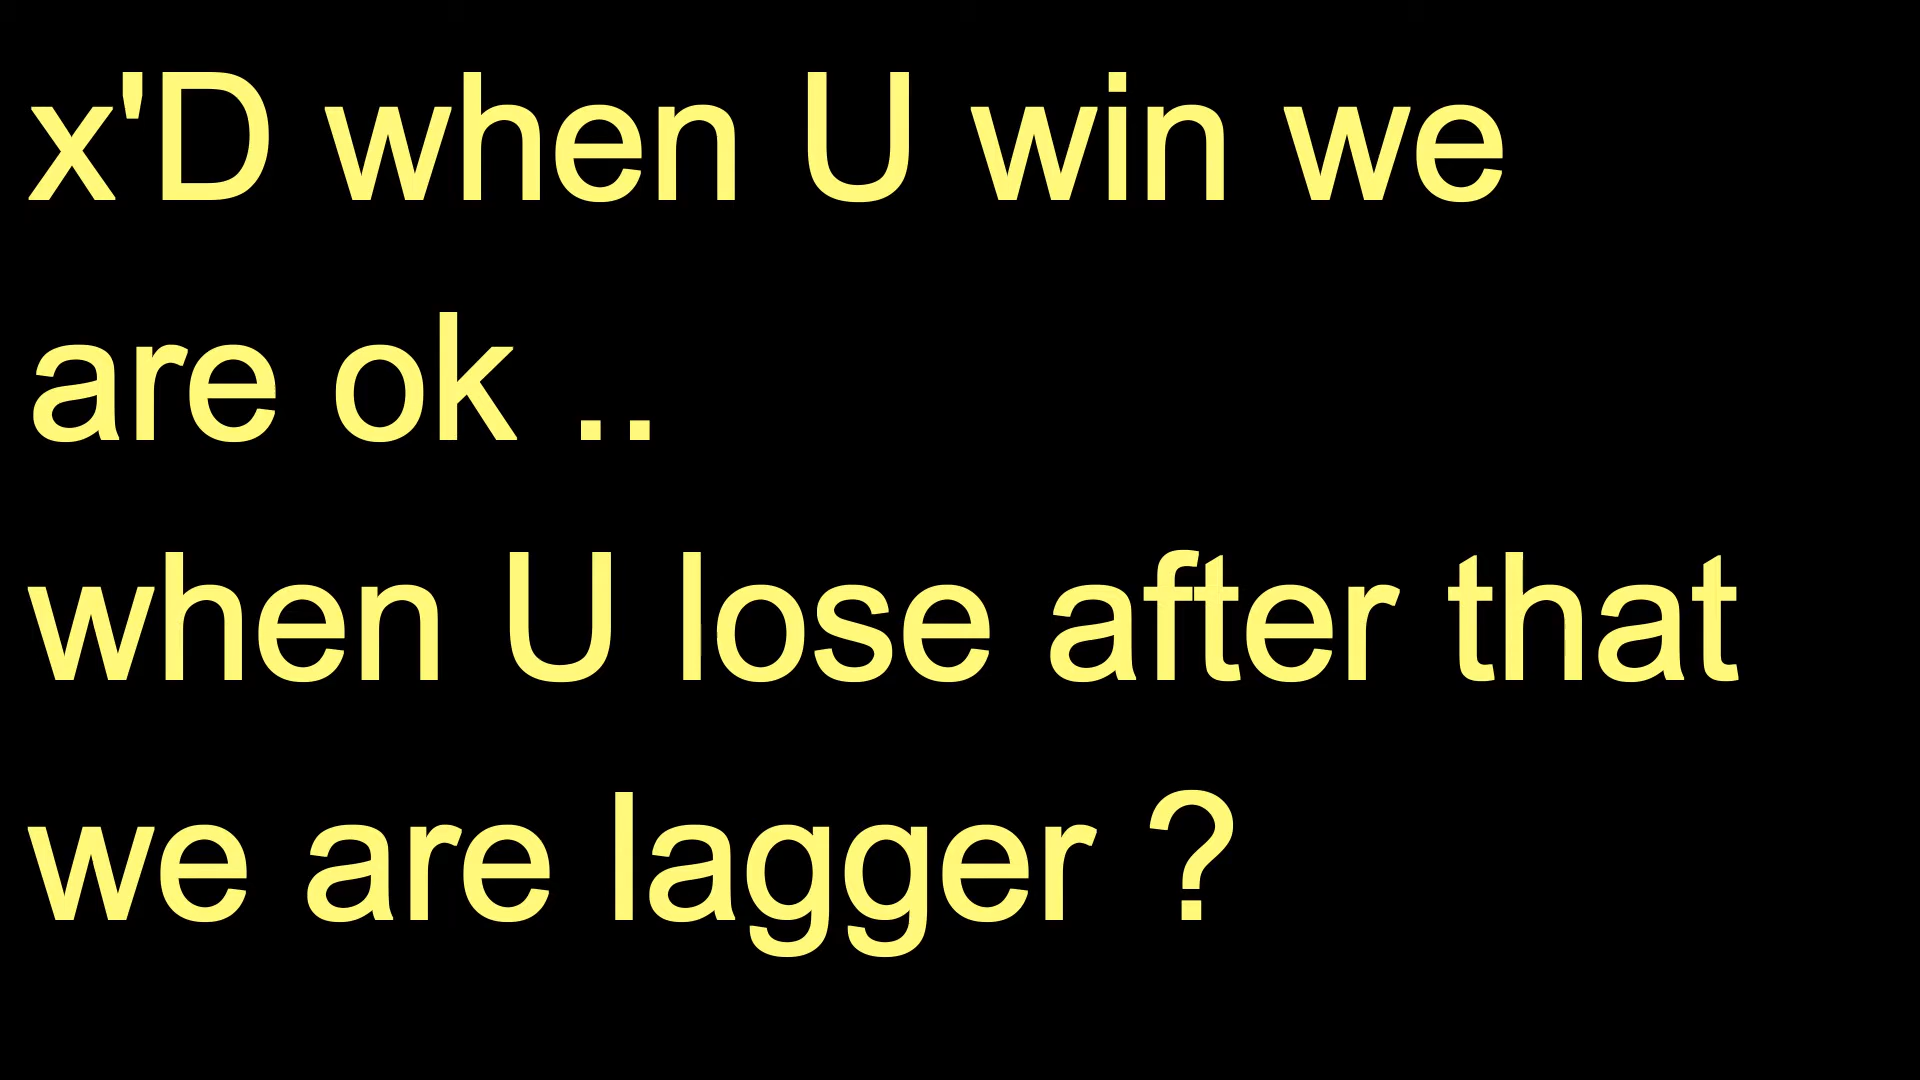 x'D when U win we
are ok ..
when U lose after that
we are lagger ?